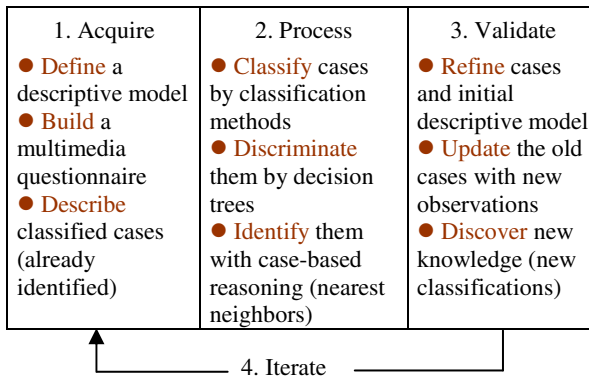 1. Acquire
● Define a
descriptive model
● Build a
multimedia
questionnaire
● Describe
classified cases
(already
identified)
2. Process
● Classify cases
by classification
methods
● Discriminate
them by decision
trees
● Identify them
with case-based
reasoning (nearest
neighbors)
3. Validate
● Refine cases
and initial
descriptive model
● Update the old
cases with new
observations
● Discover new
knowledge (new
classifications)
4. Iterate